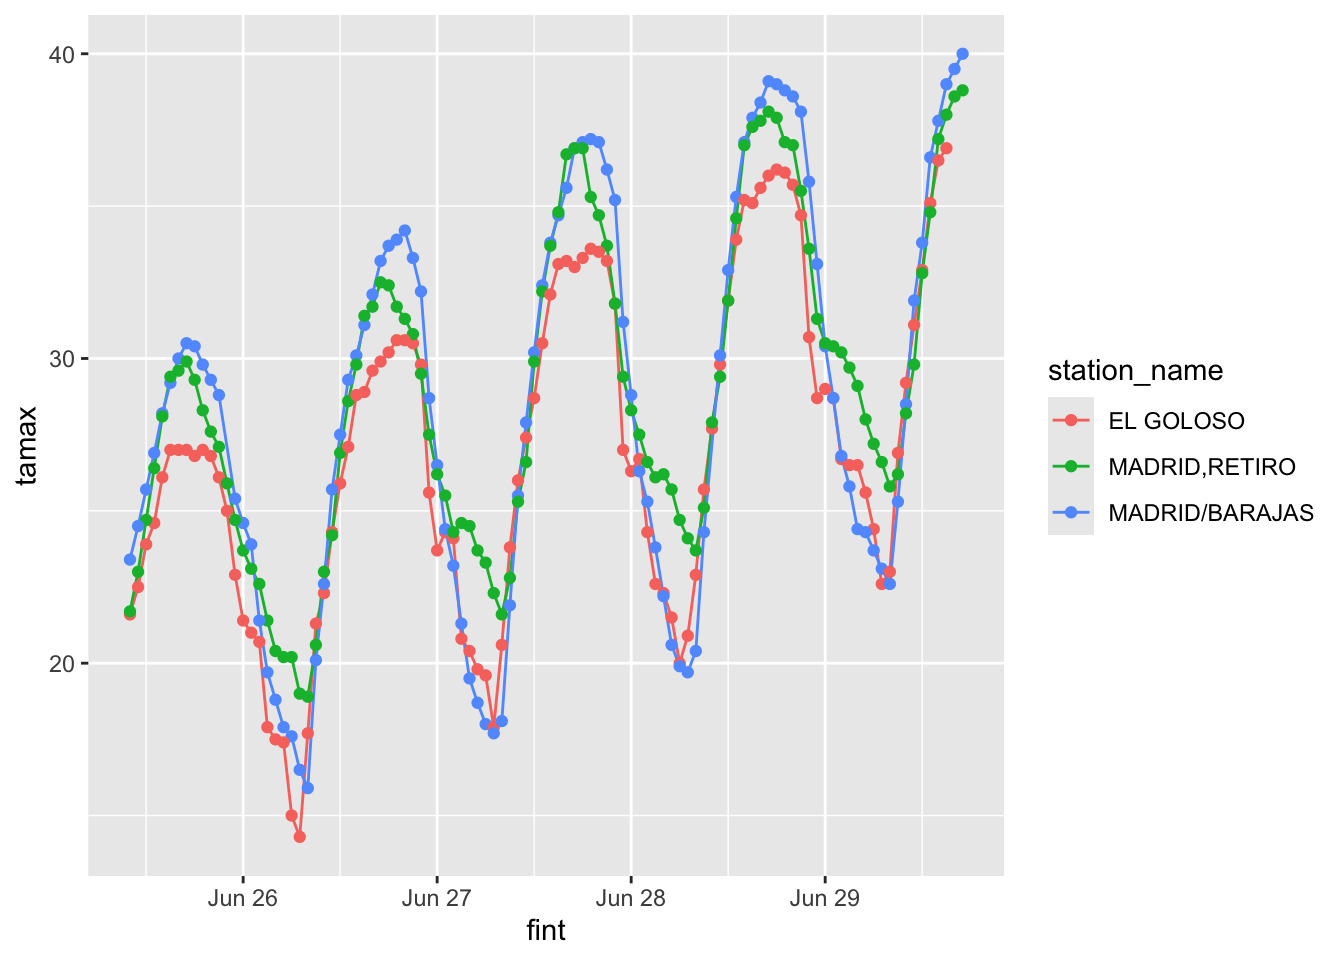 40
30
20
tamax
Jun 26
Jun 27
Jun 28
Jun 29
fint
station_name
EL GOLOSO
MADRID,RETIRO
MADRID/BARAJAS